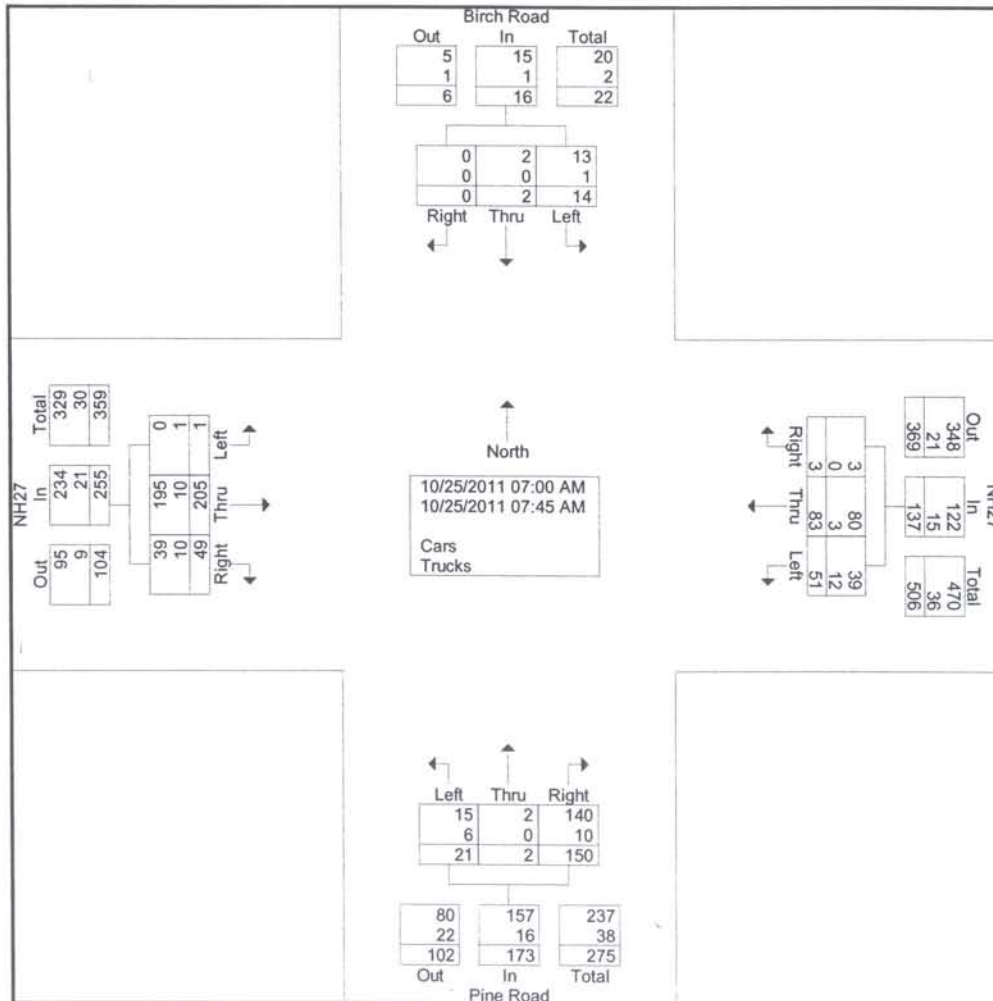 Birch Road
Out In Total
5 15 20
1 1 2
6 16 22
0 2 13
0 0 1
0 2 14
Right Thru Left
NH27
Total 329 30 359
In 234 21 255
Out 95 9 104
0 1 1 Left
195 10 205 Thru
39 10 49 Right
North
10/25/2011 07:00 AM
10/25/2011 07:45 AM
Cars
Trucks
Right 3 0 3
Thru 83 3 80
Left 51 12 39
Out 348 21 369
In 122 15 137
Total 470 36 506
NH27
Left Thru Right
15 2 140
6 0 10
21 2 150
80 157 237
22 16 38
102 173 275
Out In Total
Pine Road